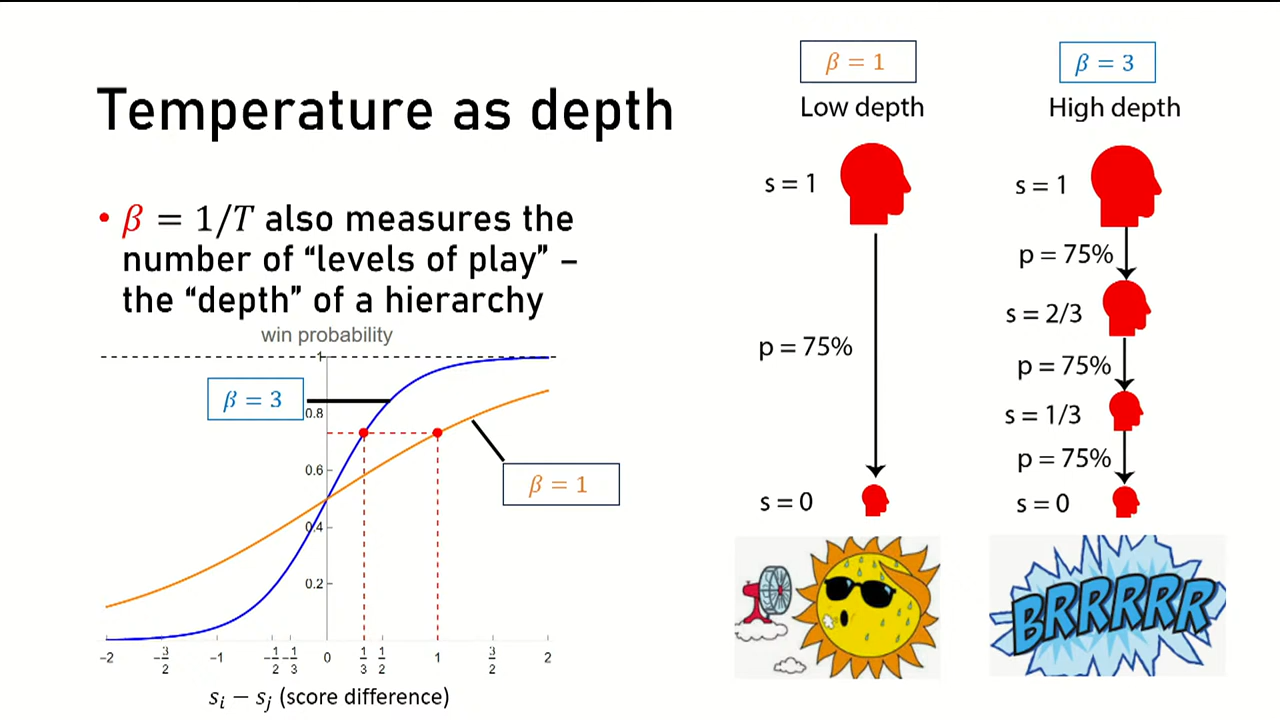 Temperature as depth
• β = 1/T also measures the
number of “levels of play” –
the “depth” of a hierarchy
win probability
1
0.8
0.6
0.4
0.2
β = 3
β = 1
-2
-3/2
-1
-1/2
-1/3
0
1/3
1/2
1
3/2
2
sᵢ − sⱼ (score difference)
β = 1
Low depth
s = 1
p = 75%
s = 0
β = 3
High depth
s = 1
p = 75%
s = 2/3
p = 75%
s = 1/3
p = 75%
s = 0
BRRRRR